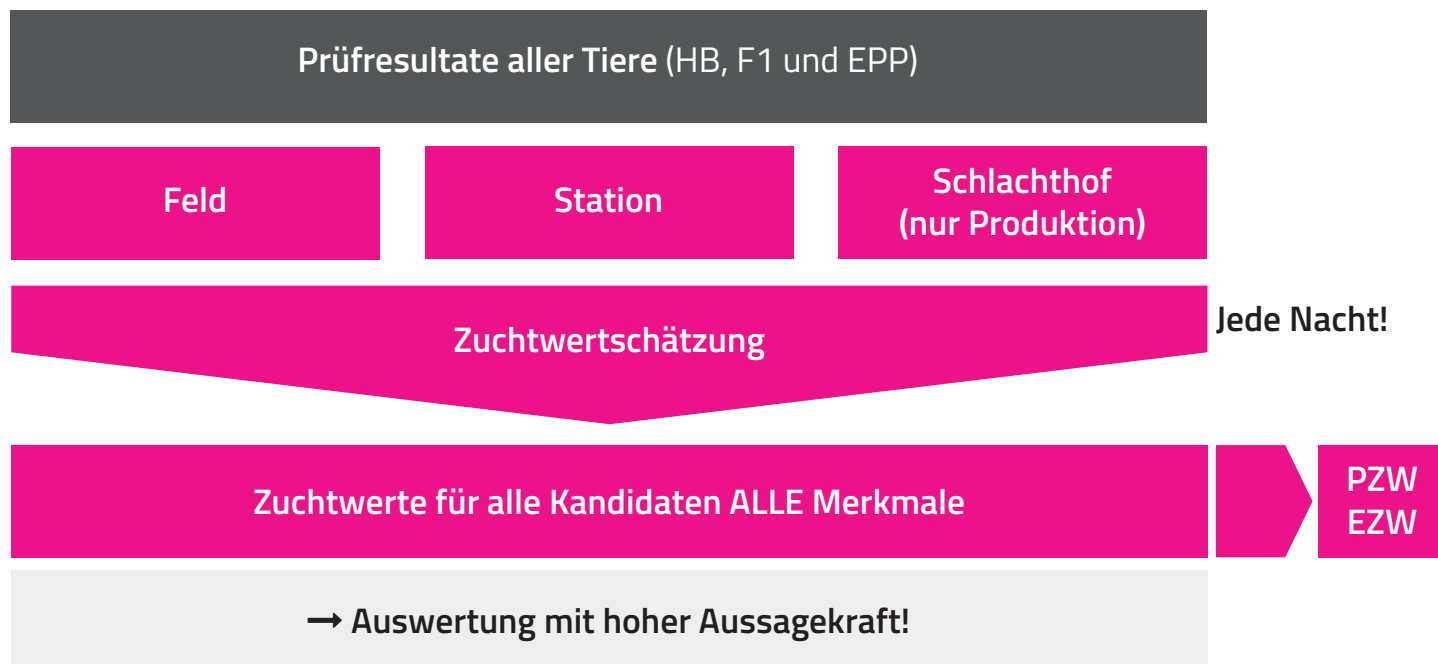 Prüfresultate aller Tiere (HB, F1 und EPP)
Feld
Station
Schlachthof
(nur Produktion)
Zuchtwertschätzung
Jede Nacht!
Zuchtwerte für alle Kandidaten ALLE Merkmale
PZW
EZW
→ Auswertung mit hoher Aussagekraft!